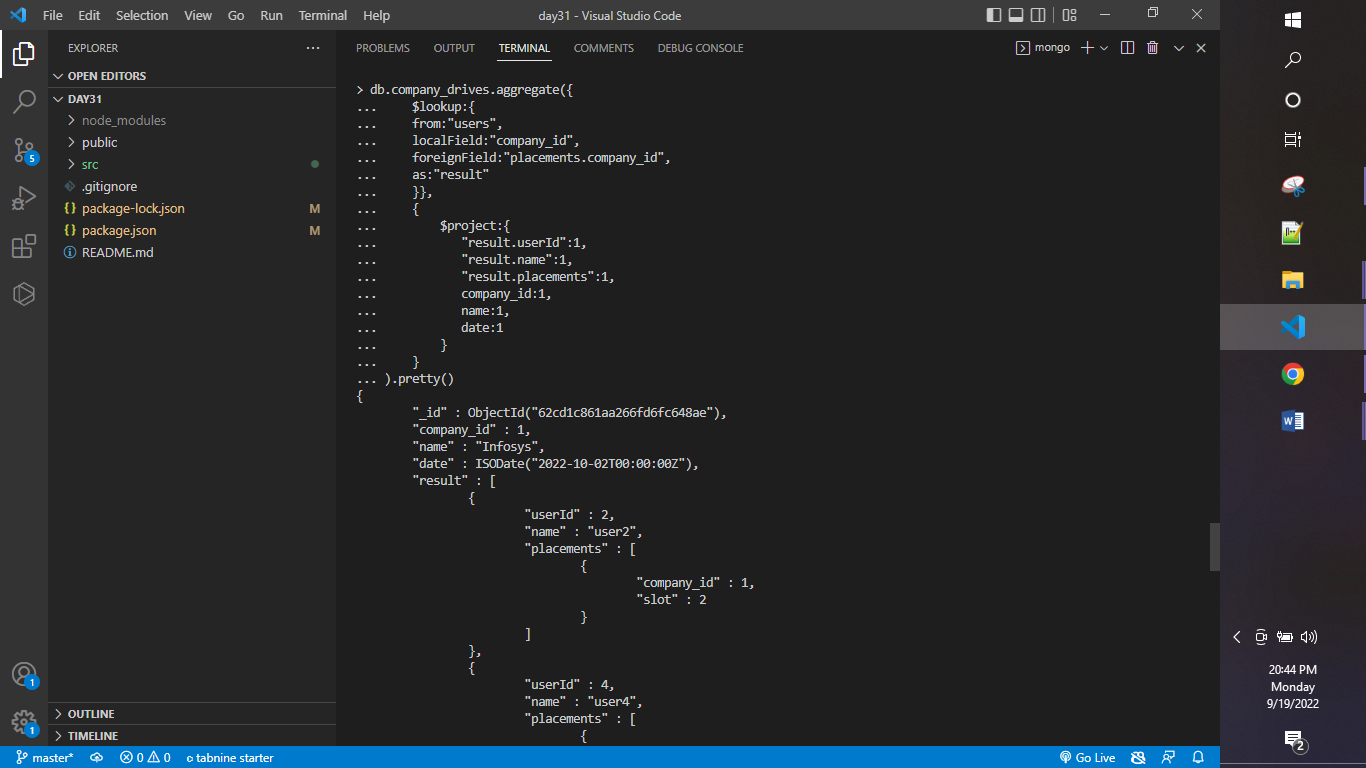 File Edit Selection View Go Run Terminal Help
day31 - Visual Studio Code
EXPLORER
OPEN EDITORS
DAY31
node_modules
public
src
.gitignore
{} package-lock.json M
{} package.json M
README.md
OUTLINE
TIMELINE
5
1
1
PROBLEMS OUTPUT TERMINAL COMMENTS DEBUG CONSOLE
mongo
> db.company_drives.aggregate({
... $lookup:{
... from:"users",
... localField:"company_id",
... foreignField:"placements.company_id",
... as:"result"
... }},
... {
... $project:{
... "result.userId":1,
... "result.name":1,
... "result.placements":1,
... company_id:1,
... name:1,
... date:1
... }
... }
... ).pretty()
{
"_id" : ObjectId("62cd1c861aa266fd6fc648ae"),
"company_id" : 1,
"name" : "Infosys",
"date" : ISODate("2022-10-02T00:00:00Z"),
"result" : [
{
"userId" : 2,
"name" : "user2",
"placements" : [
{
"company_id" : 1,
"slot" : 2
}
]
},
{
"userId" : 4,
"name" : "user4",
"placements" : [
{
master* 0 0 tabnine starter
Go Live
W
20:44 PM
Monday
9/19/2022
2